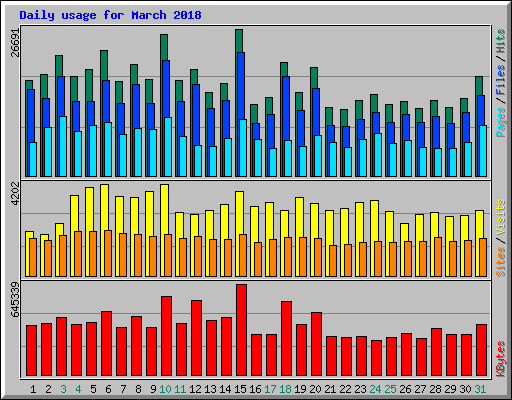 Daily usage for March 2018
26691
Pages / Files / Hits
4202
Sites / Visits
645339
KBytes
1 2 3 4 5 6 7 8 9 10 11 12 13 14 15 16 17 18 19 20 21 22 23 24 25 26 27 28 29 30 31